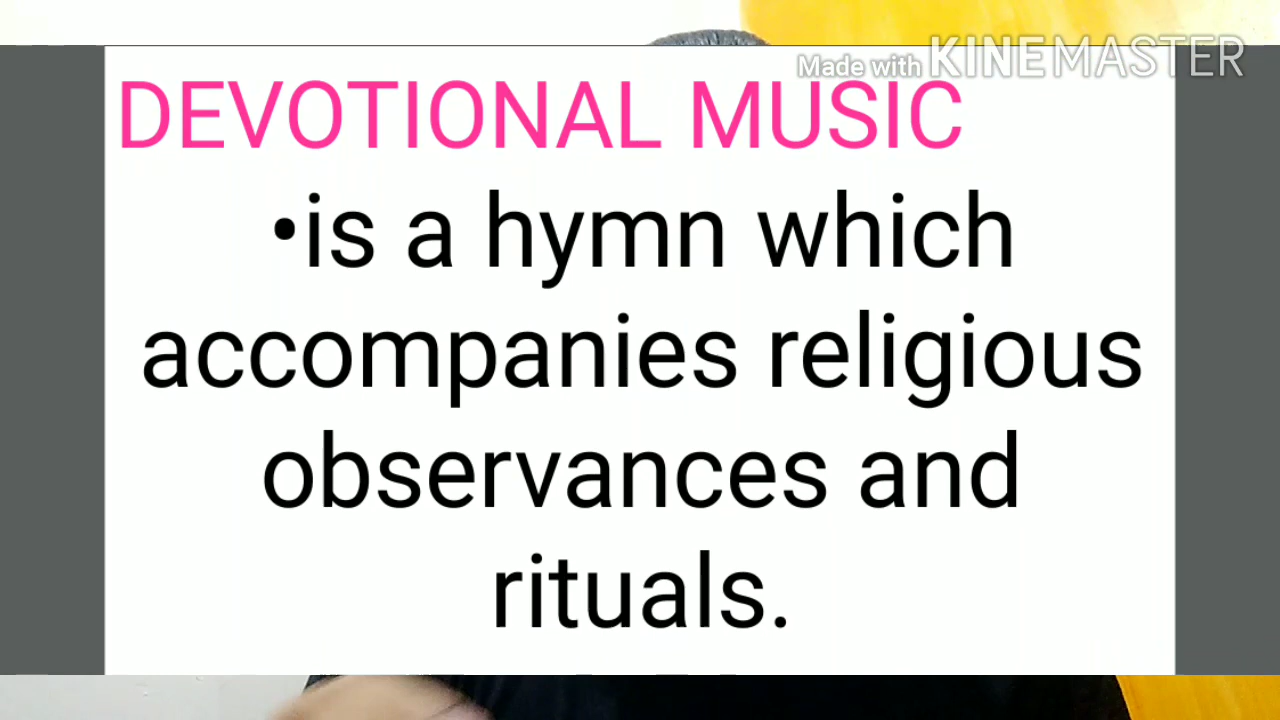 Made with KINEMASTER
DEVOTIONAL MUSIC
•is a hymn which
accompanies religious
observances and
rituals.